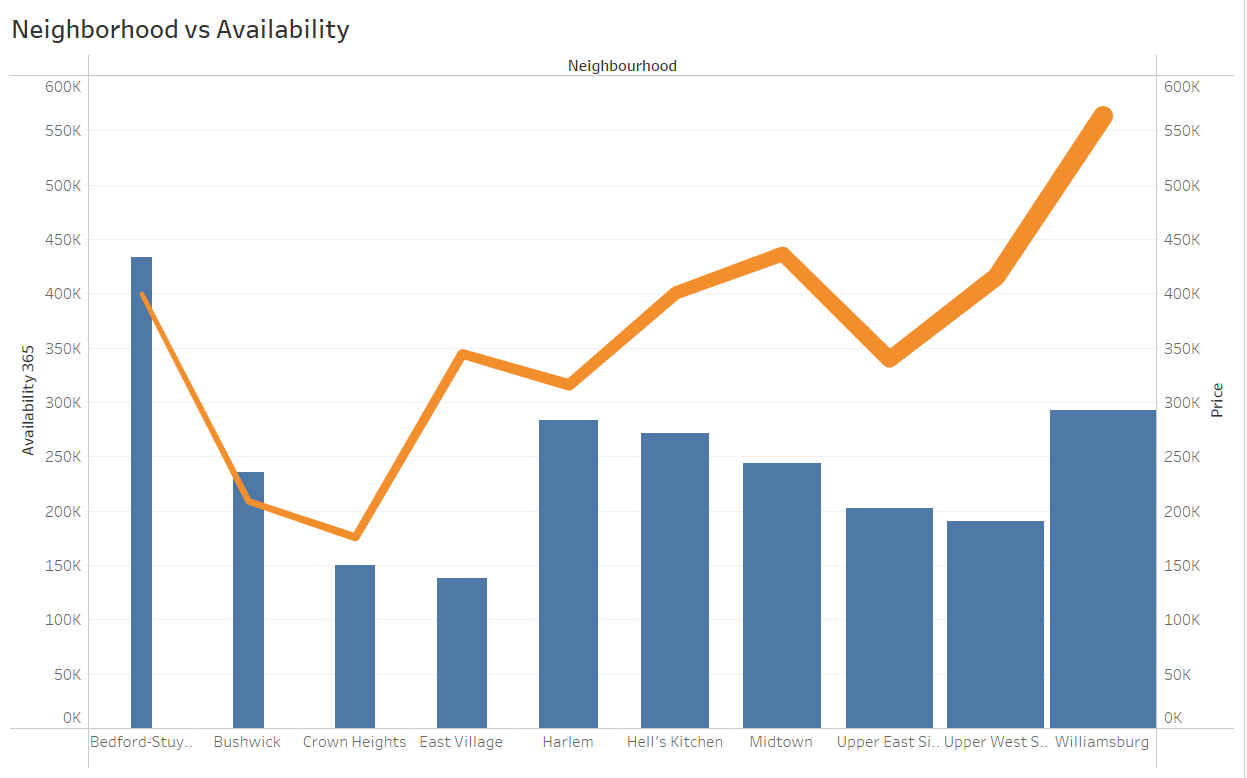 Neighborhood vs Availability
Neighbourhood
600K
550K
500K
450K
400K
350K
300K
250K
200K
150K
100K
50K
0K
Availability 365
600K
550K
500K
450K
400K
350K
300K
250K
200K
150K
100K
50K
0K
Price
Bedford-Stuy.. Bushwick Crown Heights East Village Harlem Hell's Kitchen Midtown Upper East Si.. Upper West S.. Williamsburg